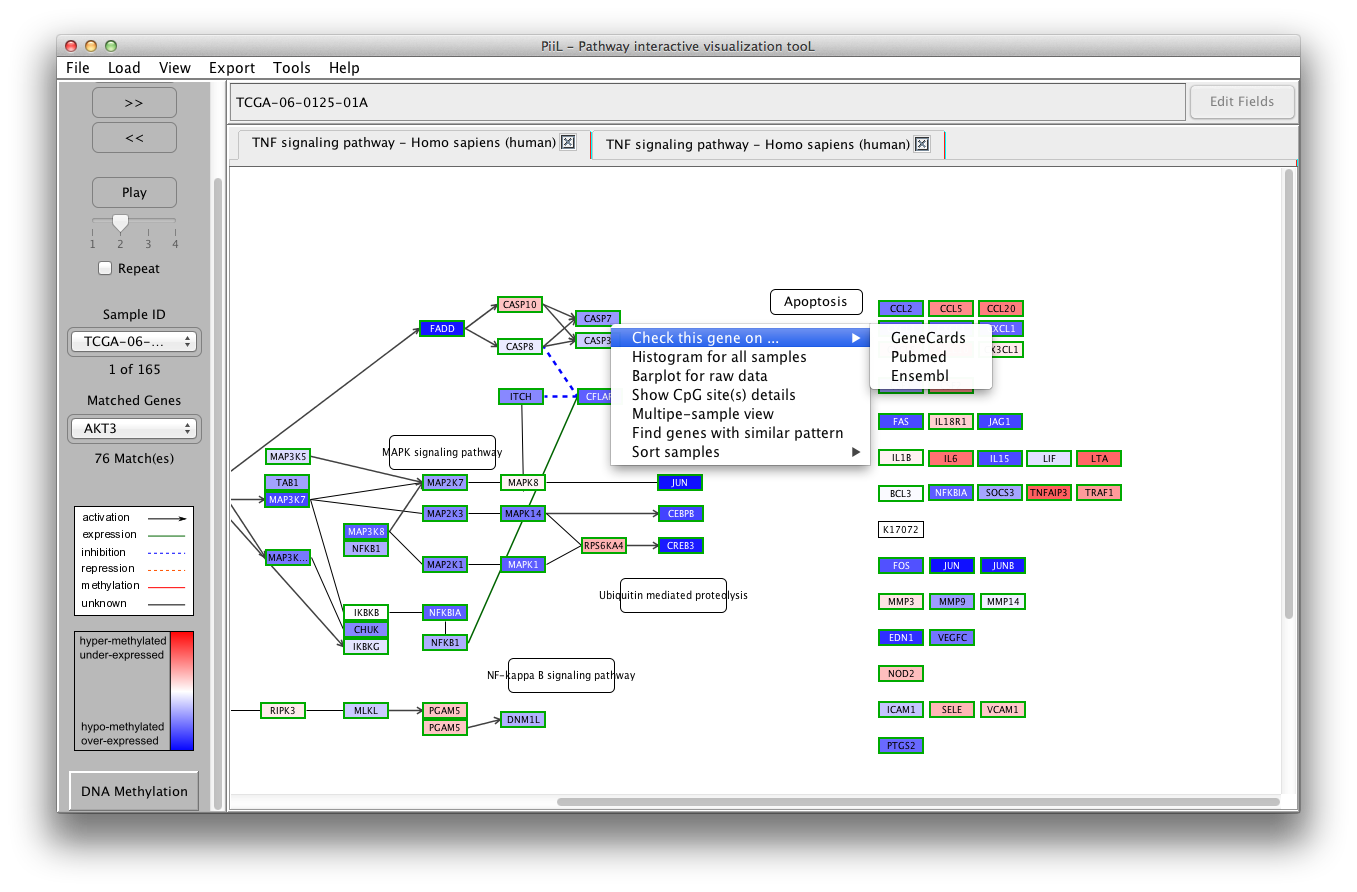 PiiL – Pathway interactive visualization tooL
File Load View Export Tools Help
>>
<<
Play
1 2 3 4
Repeat
Sample ID
TCGA-06-...
1 of 165
Matched Genes
AKT3
76 Match(es)
activation
expression
inhibition
repression
methylation
unknown
hyper-methylated
under-expressed
hypo-methylated
over-expressed
DNA Methylation
TCGA-06-0125-01A
Edit Fields
TNF signaling pathway – Homo sapiens (human)
TNF signaling pathway – Homo sapiens (human)
Apoptosis
CASP10
CASP7
FADD
CASP8
CASP3
ITCH
CFLAR
Check this gene on ...
Histogram for all samples
Barplot for raw data
Show CpG site(s) details
Multipe-sample view
Find genes with similar pattern
Sort samples
GeneCards
Pubmed
Ensembl
MAPK signaling pathway
MAP3K5
TAB1
MAP3K7
MAP2K7
MAPK8
JUN
MAP2K3
MAPK14
CEBPB
MAP3K8
NFKB1
RPS6KA4
CREB3
MAP3K...
MAP2K1
MAPK1
Ubiquitin mediated proteolysis
IKBKB
CHUK
IKBKG
NFKBIA
NFKB1
NF-kappa B signaling pathway
RIPK3
MLKL
PGAM5
PGAM5
DNM1L
CCL2 CCL5 CCL20
CXCL1
X3CL1
FAS IL18R1 JAG1
IL1B IL6 IL15 LIF LTA
BCL3 NFKBIA SOCS3 TNFAIP3 TRAF1
K17072
FOS JUN JUNB
MMP3 MMP9 MMP14
EDN1 VEGFC
NOD2
ICAM1 SELE VCAM1
PTGS2